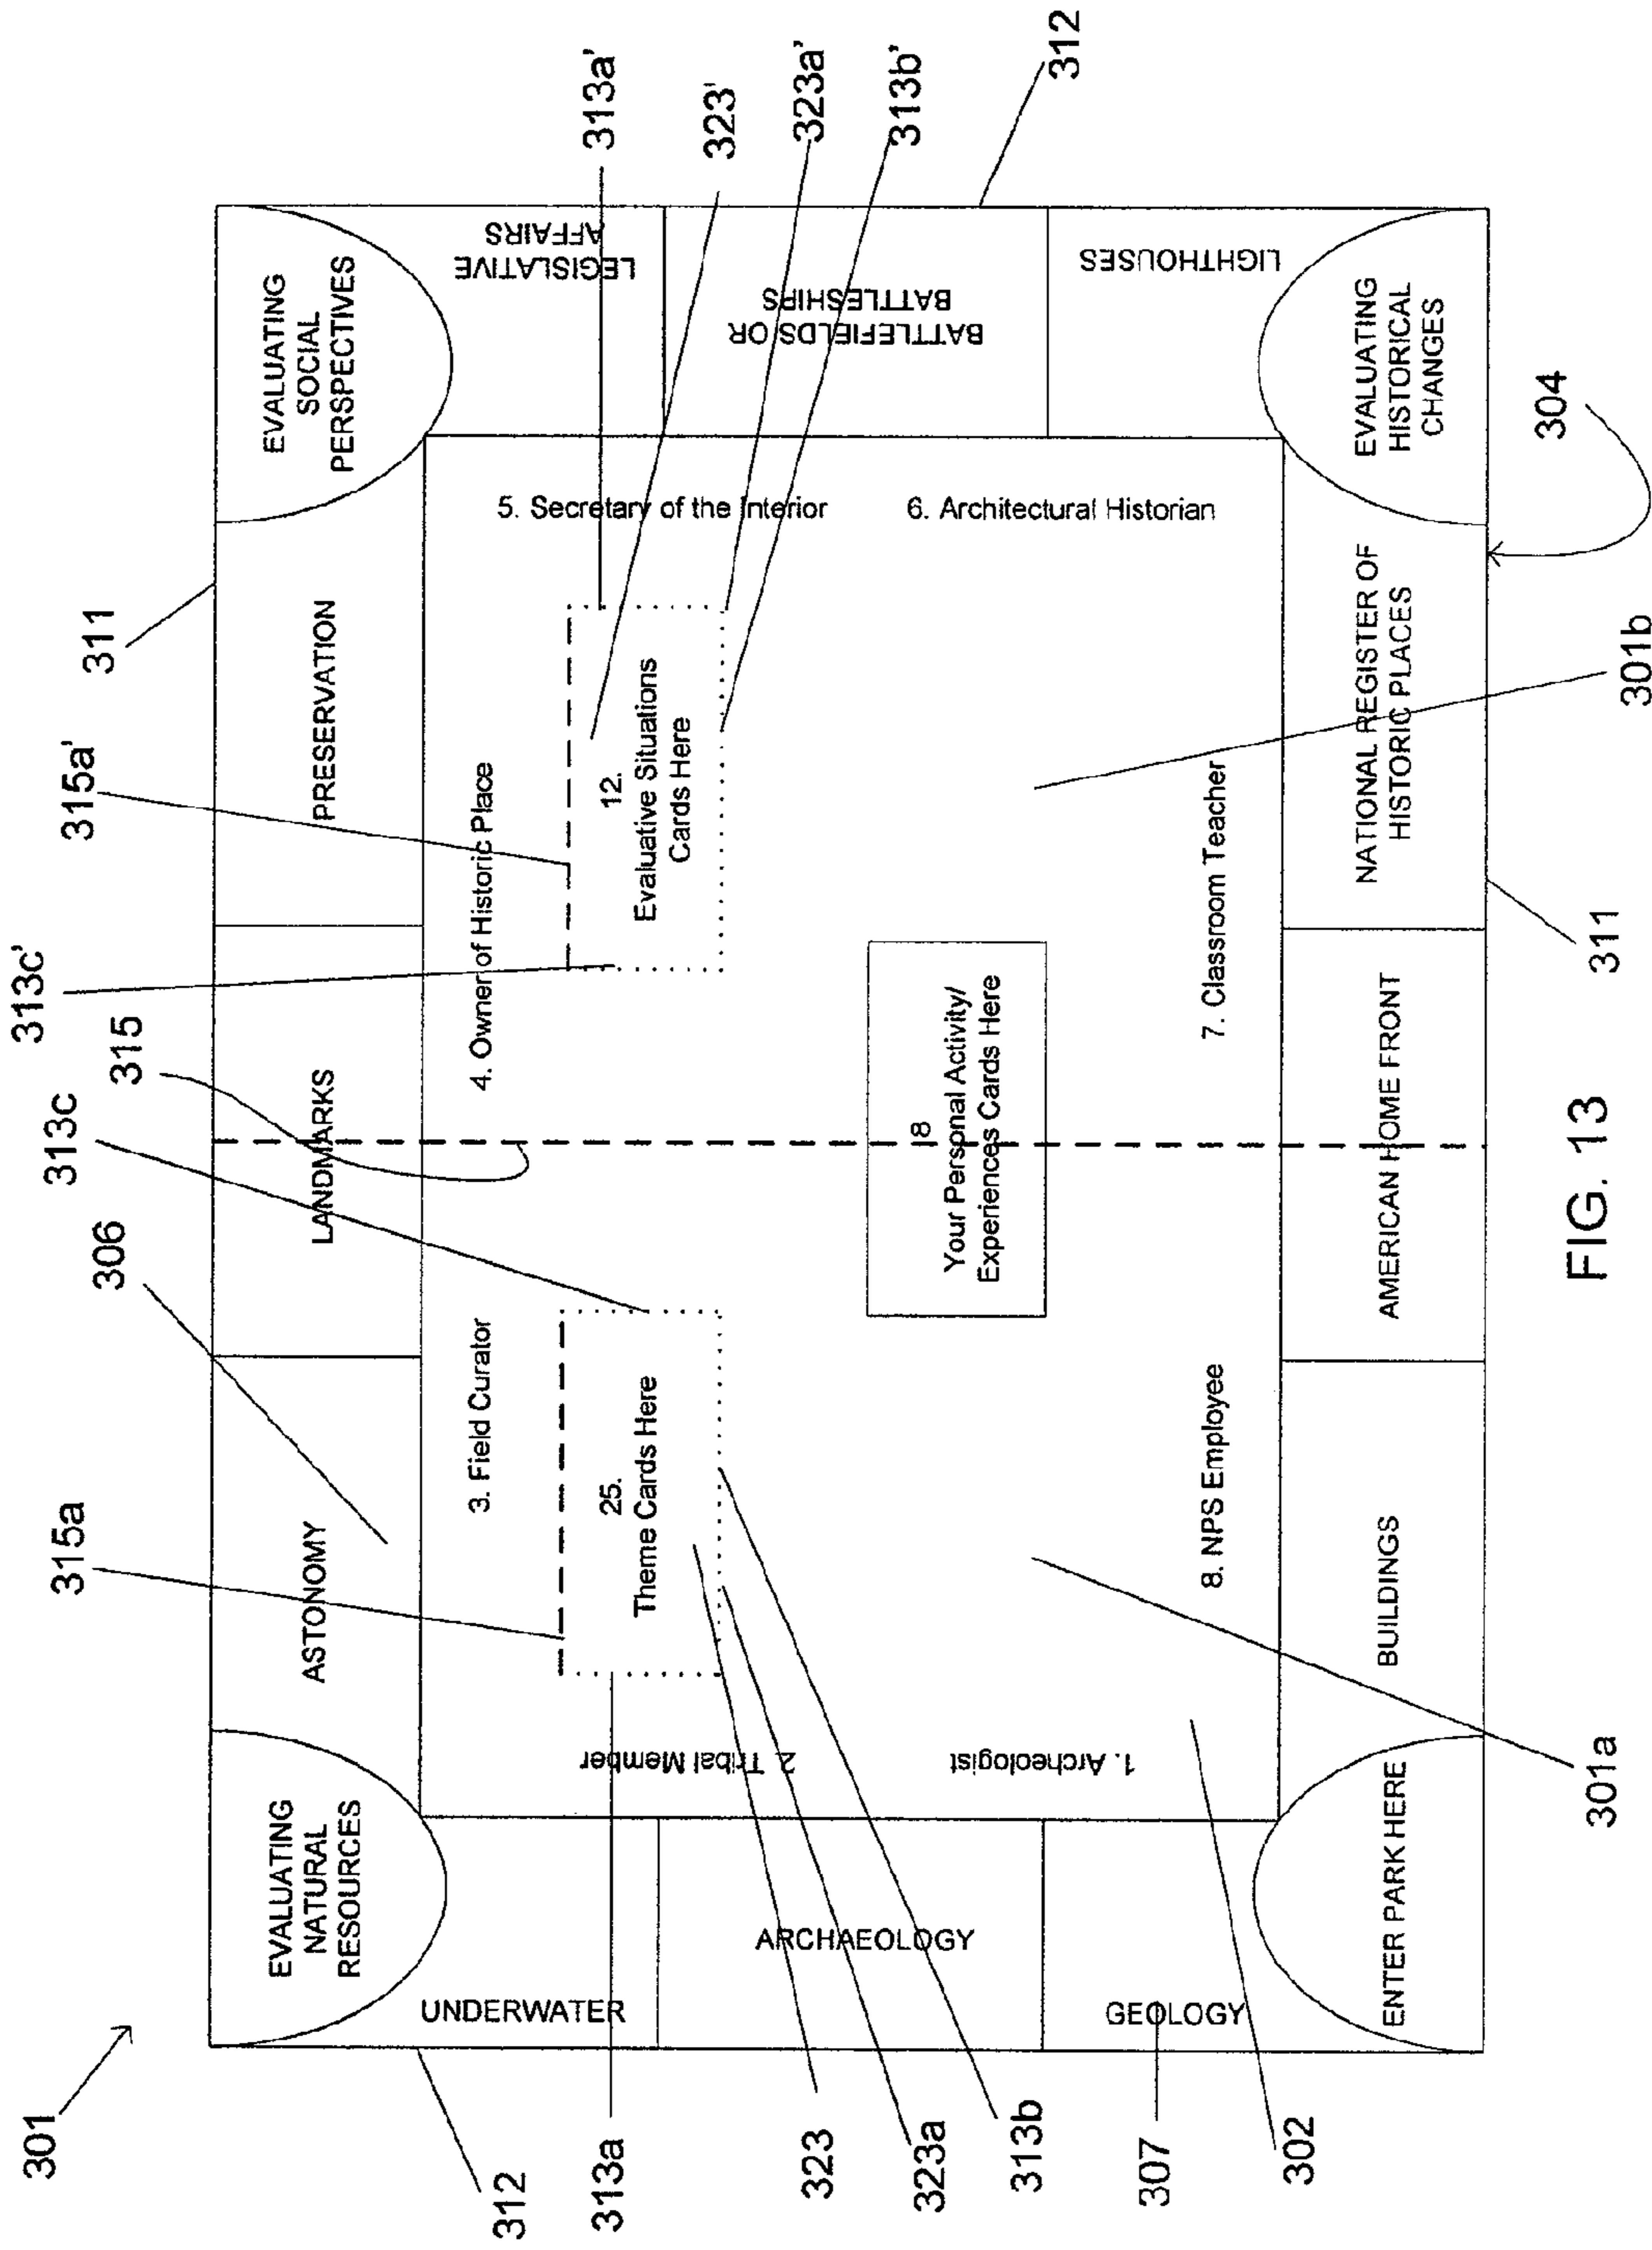 301
312
313a
323
323a
313b
307
302
301a
315a
306
313c
315
313c'
315a'
311
313a'
323'
323a'
313b'
312
304
301b
311
EVALUATING
NATURAL
RESOURCES
ASTONOMY
LANDMARKS
PRESERVATION
EVALUATING
SOCIAL
PERSPECTIVES
LEGISLATIVE
AFFAIRS
BATTLEFIELDS OR
BATTLESHIPS
LIGHTHOUSES
EVALUATING
HISTORICAL
CHANGES
NATIONAL REGISTER OF
HISTORIC PLACES
AMERICAN HOME FRONT
BUILDINGS
ENTER PARK HERE
GEOLOGY
ARCHAEOLOGY
UNDERWATER
1. Archeologist
2. Tribal Member
3. Field Curator
4. Owner of Historic Place
5. Secretary of the Interior
6. Architectural Historian
7. Classroom Teacher
8. NPS Employee
25.
Theme Cards Here
12.
Evaluative Situations
Cards Here
8
Your Personal Activity/
Experiences Cards Here
FIG. 13